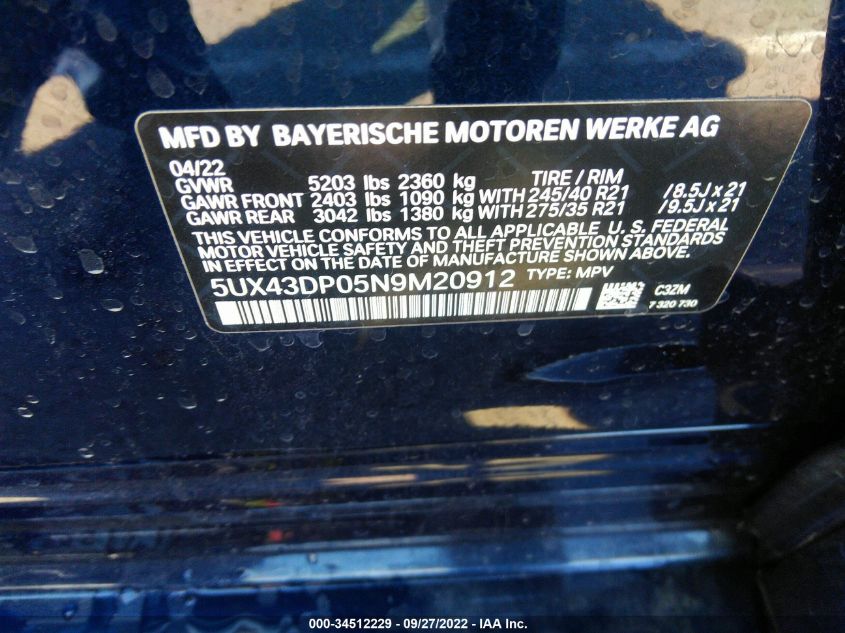 MFD BY BAYERISCHE MOTOREN WERKE AG
04/22 TIRE / RIM
GVWR 5203 lbs 2360 kg
GAWR FRONT 2403 lbs 1090 kg WITH 245/40 R21 /8.5J x 21
GAWR REAR 3042 lbs 1380 kg WITH 275/35 R21 /9.5J x 21
THIS VEHICLE CONFORMS TO ALL APPLICABLE U. S. FEDERAL
MOTOR VEHICLE SAFETY AND THEFT PREVENTION STANDARDS
IN EFFECT ON THE DATE OF MANUFACTURE SHOWN ABOVE.
5UX43DP05N9M20912 TYPE: MPV
C3ZM
7 320 730
000-34512229 - 09/27/2022 - IAA Inc.